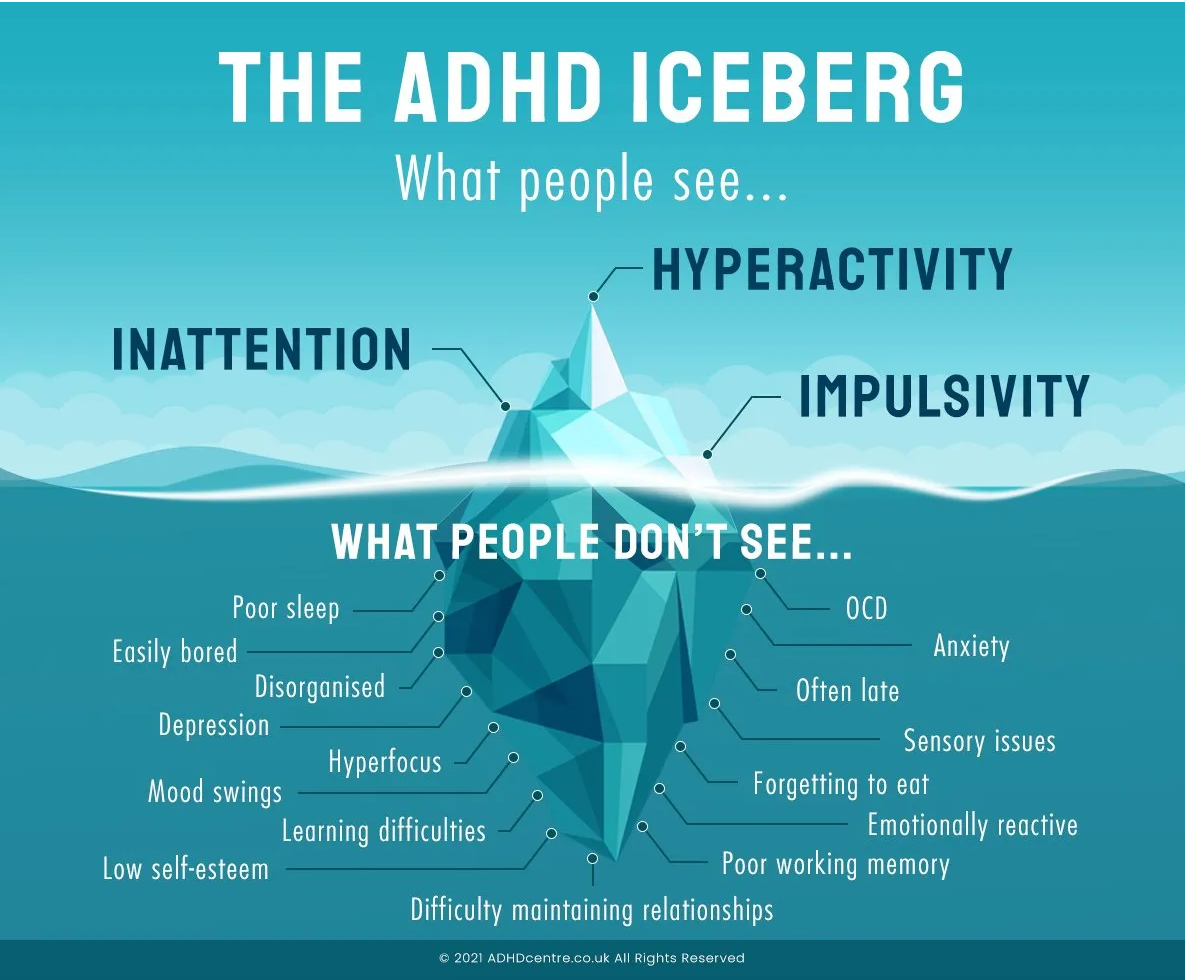 THE ADHD ICEBERG
What people see...
HYPERACTIVITY
INATTENTION
IMPULSIVITY
WHAT PEOPLE DON'T SEE...
Poor sleep
OCD
Easily bored
Anxiety
Disorganised
Often late
Depression
Sensory issues
Hyperfocus
Forgetting to eat
Mood swings
Emotionally reactive
Learning difficulties
Poor working memory
Low self-esteem
Difficulty maintaining relationships
© 2021 ADHDcentre.co.uk All Rights Reserved